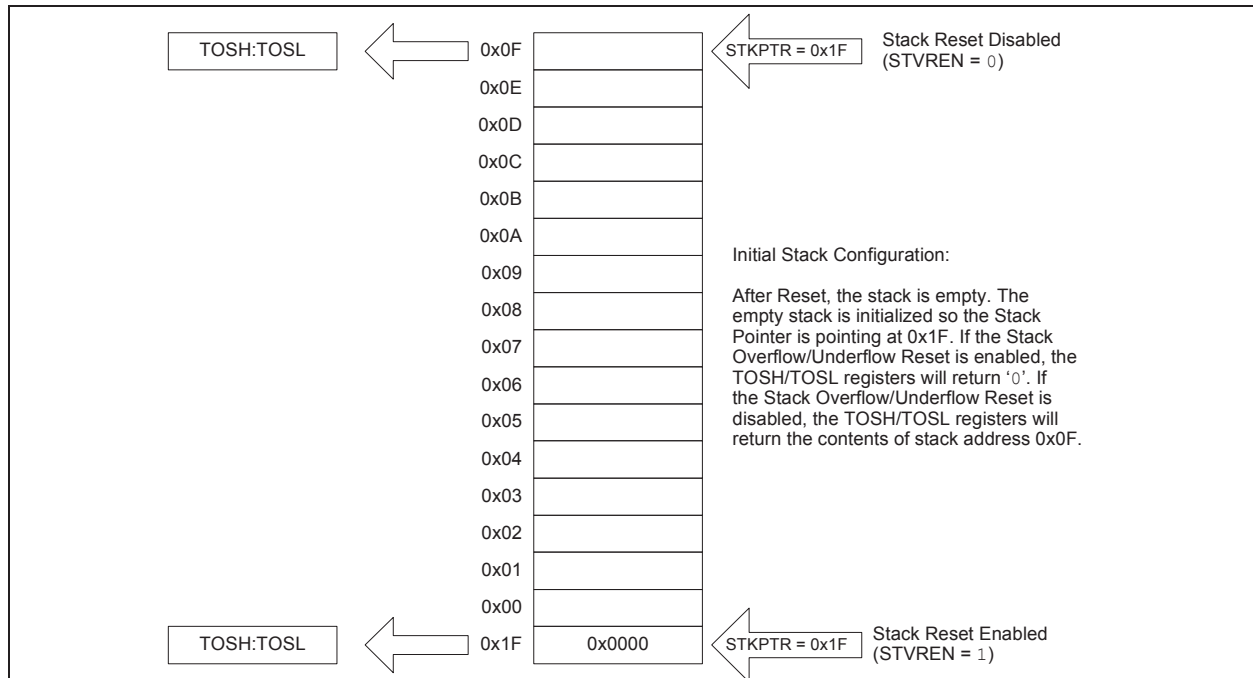 TOSH:TOSL
0x0F
STKPTR = 0x1F
Stack Reset Disabled
(STVREN = 0)
0x0E
0x0D
0x0C
0x0B
0x0A
0x09
0x08
0x07
0x06
0x05
0x04
0x03
0x02
0x01
0x00
Initial Stack Configuration:
After Reset, the stack is empty. The
empty stack is initialized so the Stack
Pointer is pointing at 0x1F. If the Stack
Overflow/Underflow Reset is enabled, the
TOSH/TOSL registers will return ‘0’. If
the Stack Overflow/Underflow Reset is
disabled, the TOSH/TOSL registers will
return the contents of stack address 0x0F.
TOSH:TOSL
0x1F
0x0000
STKPTR = 0x1F
Stack Reset Enabled
(STVREN = 1)